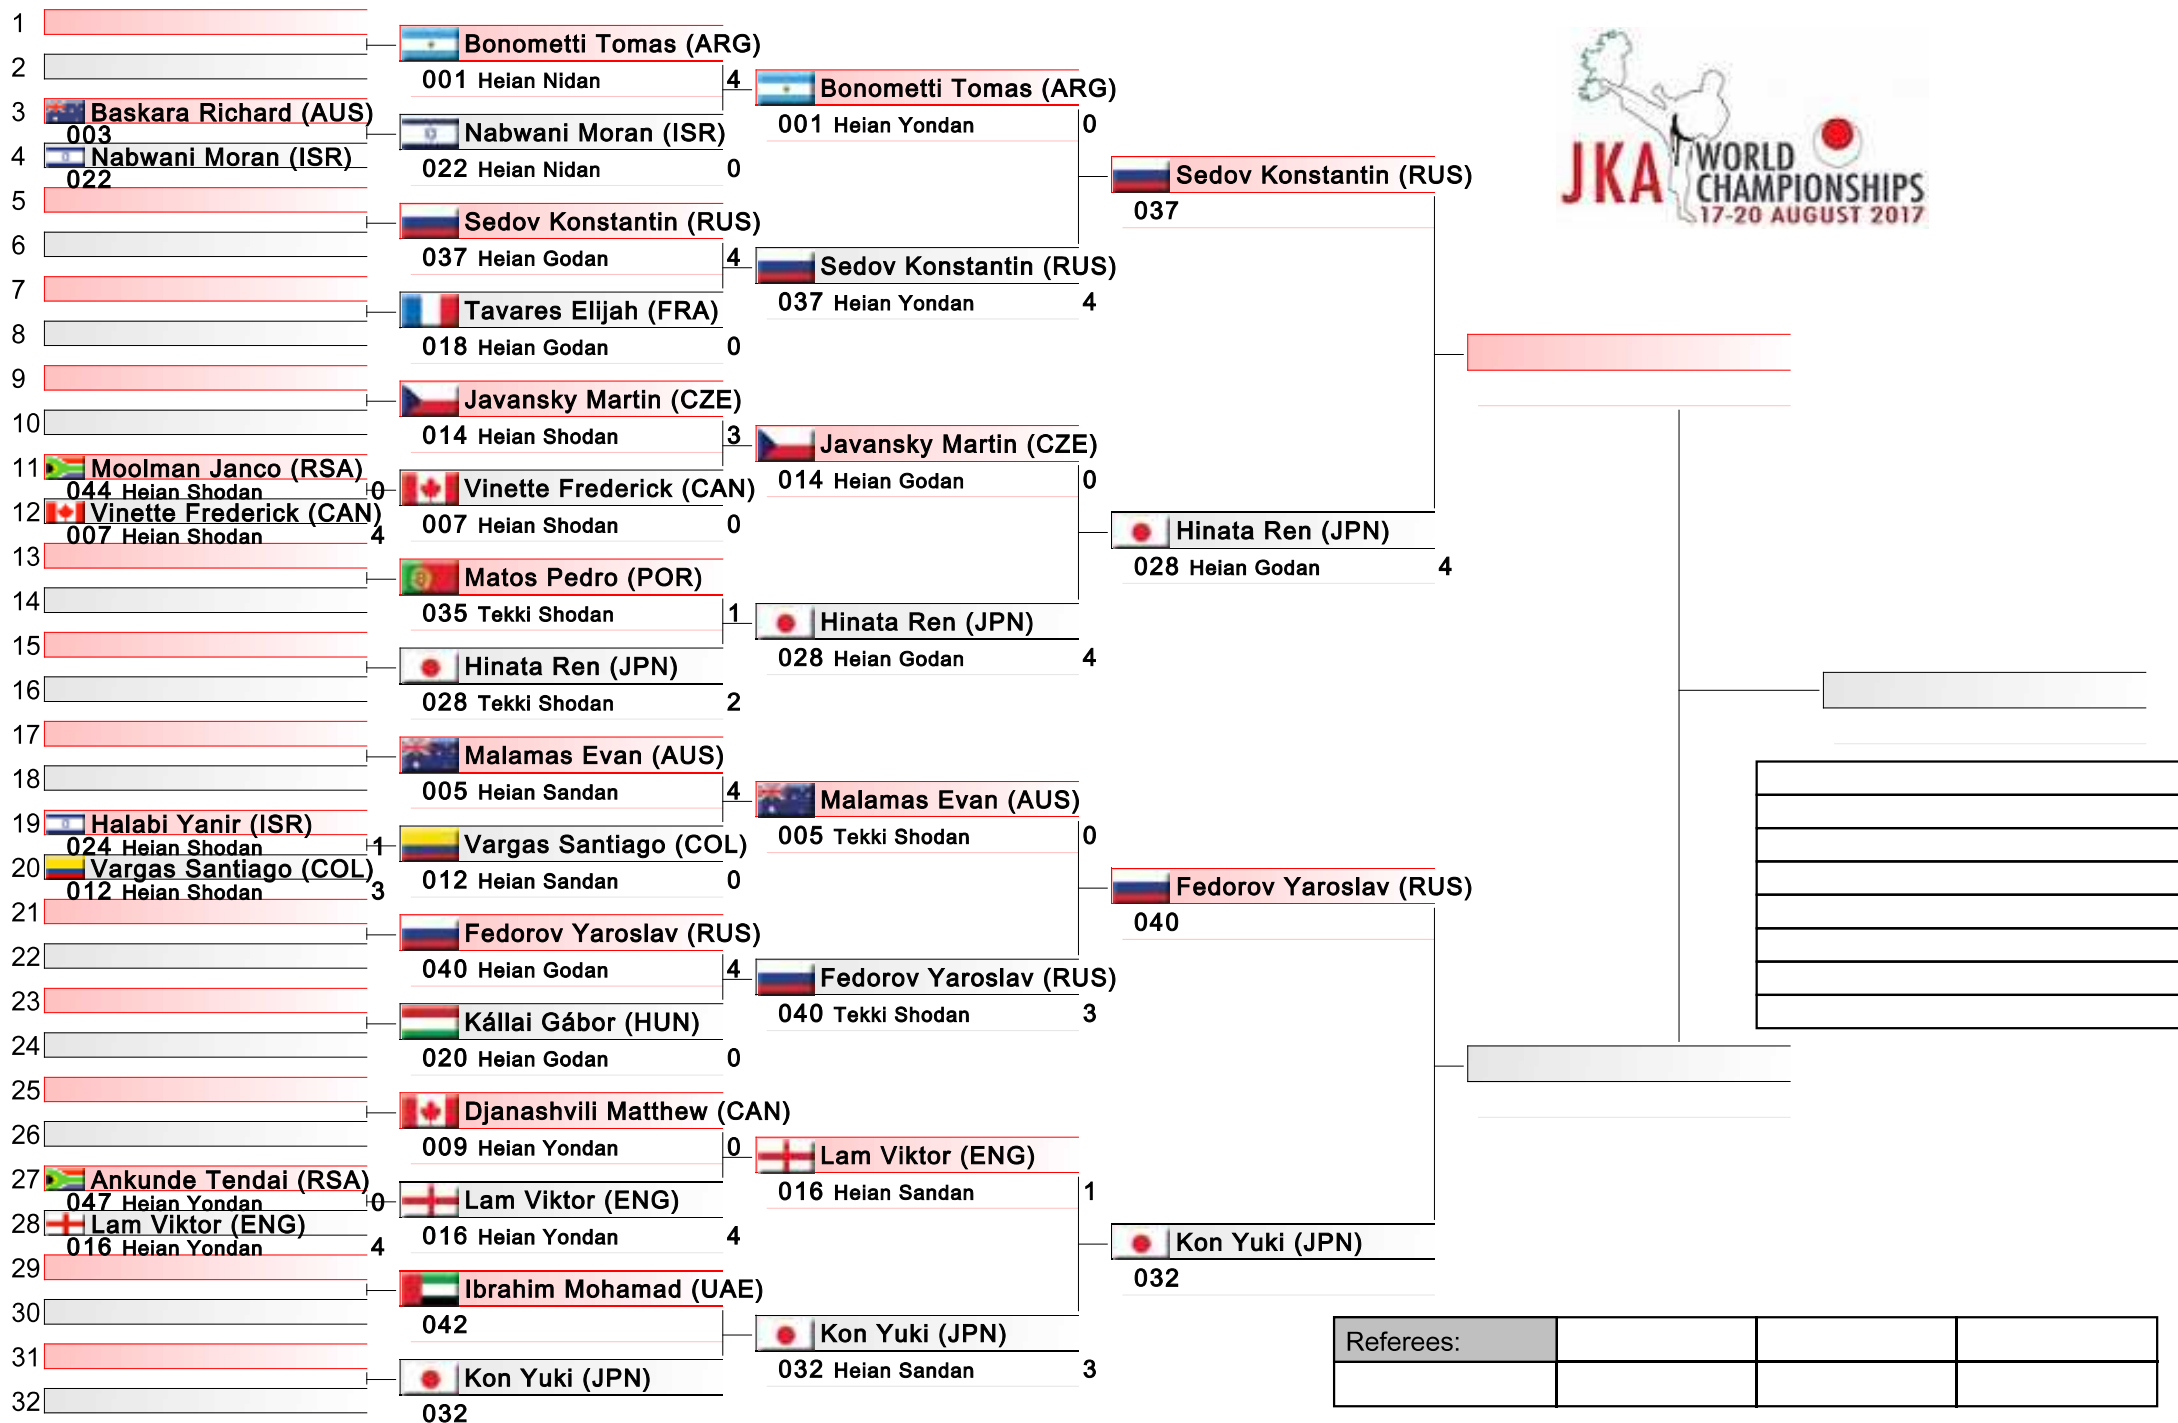 1
2
3 Baskara Richard (AUS)
003
4 Nabwani Moran (ISR)
022
5
6
7
8
9
10
11 Moolman Janco (RSA)
044 Heian Shodan 0
12 Vinette Frederick (CAN)
007 Heian Shodan 4
13
14
15
16
17
18
19 Halabi Yanir (ISR)
024 Heian Shodan 1
20 Vargas Santiago (COL)
012 Heian Shodan 3
21
22
23
24
25
26
27 Ankunde Tendai (RSA)
047 Heian Yondan 0
28 Lam Viktor (ENG)
016 Heian Yondan 4
29
30
31
32
Bonometti Tomas (ARG)
001 Heian Nidan 4
Nabwani Moran (ISR)
022 Heian Nidan 0
Sedov Konstantin (RUS)
037 Heian Godan 4
Tavares Elijah (FRA)
018 Heian Godan 0
Javansky Martin (CZE)
014 Heian Shodan 3
Vinette Frederick (CAN)
007 Heian Shodan 0
Matos Pedro (POR)
035 Tekki Shodan 1
Hinata Ren (JPN)
028 Tekki Shodan 2
Malamas Evan (AUS)
005 Heian Sandan 4
Vargas Santiago (COL)
012 Heian Sandan 0
Fedorov Yaroslav (RUS)
040 Heian Godan 4
Kállai Gábor (HUN)
020 Heian Godan 0
Djanashvili Matthew (CAN)
009 Heian Yondan 0
Lam Viktor (ENG)
016 Heian Yondan 4
Ibrahim Mohamad (UAE)
042
Kon Yuki (JPN)
032
Bonometti Tomas (ARG)
001 Heian Yondan 0
Sedov Konstantin (RUS)
037 Heian Yondan 4
Javansky Martin (CZE)
014 Heian Godan 0
Hinata Ren (JPN)
028 Heian Godan 4
Malamas Evan (AUS)
005 Tekki Shodan 0
Fedorov Yaroslav (RUS)
040 Tekki Shodan 3
Lam Viktor (ENG)
016 Heian Sandan 1
Kon Yuki (JPN)
032 Heian Sandan 3
Sedov Konstantin (RUS)
037
Hinata Ren (JPN)
028 Heian Godan 4
Fedorov Yaroslav (RUS)
040
Kon Yuki (JPN)
032
JKA WORLD
CHAMPIONSHIPS
17-20 AUGUST 2017
Referees: